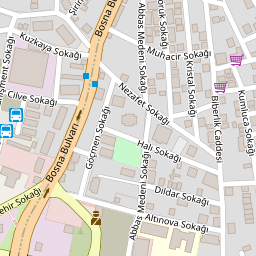 Bosna Bulvarı
Abbas Medeni Sokağı
Kuzkaya Sokağı
Muhacir Sokağı
Kristal Sokağı
Nezaret Sokağı
Cilve Sokağı
Biberlik Caddesi
Kumluca Sokağı
Göçmen Sokağı
Halı Sokağı
Bosna Bulvarı
Abbas Medeni Sokağı
Dildar Sokağı
Altınova Sokağı